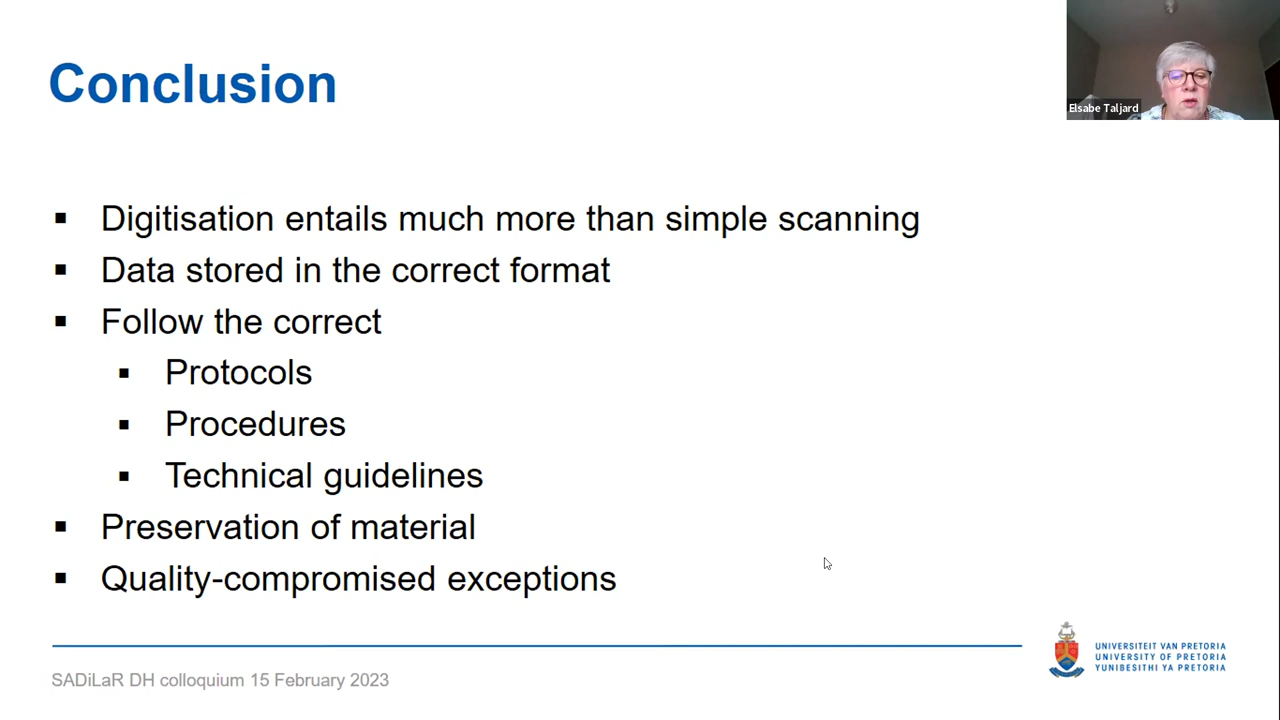 Conclusion
Elsabe Taljard
▪ Digitisation entails much more than simple scanning
▪ Data stored in the correct format
▪ Follow the correct
▪ Protocols
▪ Procedures
▪ Technical guidelines
▪ Preservation of material
▪ Quality-compromised exceptions
SADiLaR DH colloquium 15 February 2023
UNIVERSITEIT VAN PRETORIA
UNIVERSITY OF PRETORIA
YUNIBESITHI YA PRETORIA